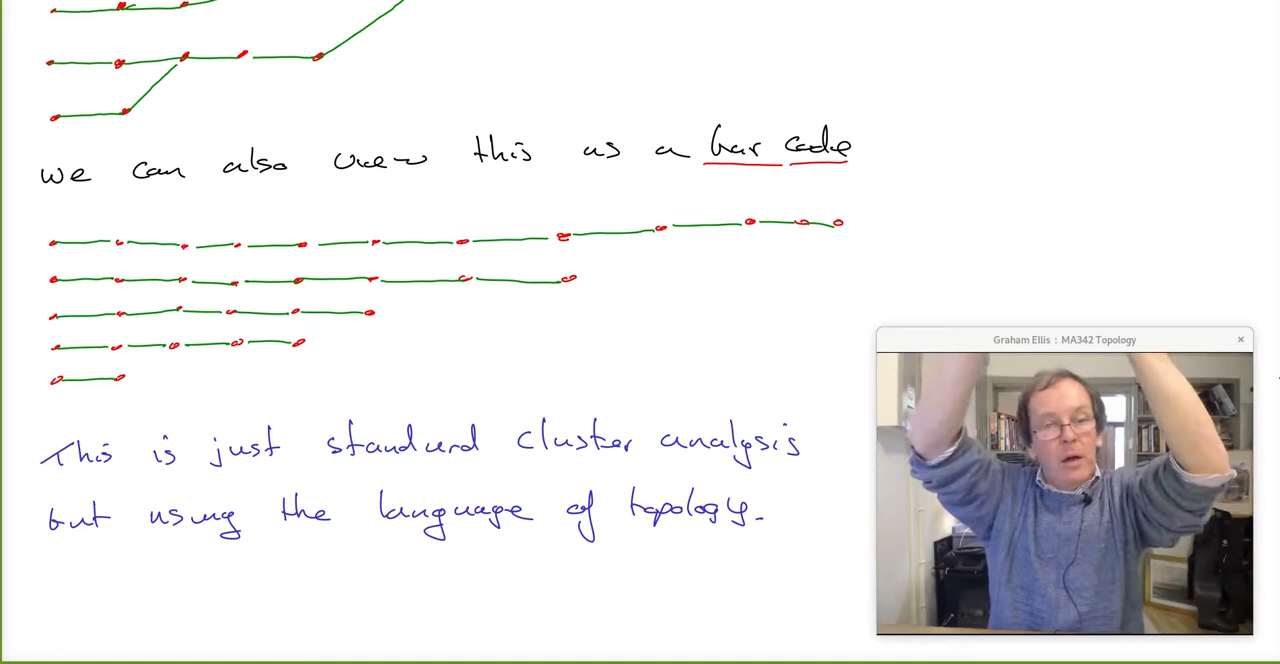 we can also view this as a bar code
Graham Ellis : MA342 Topology
This is just standard cluster analysis
but using the language of topology.